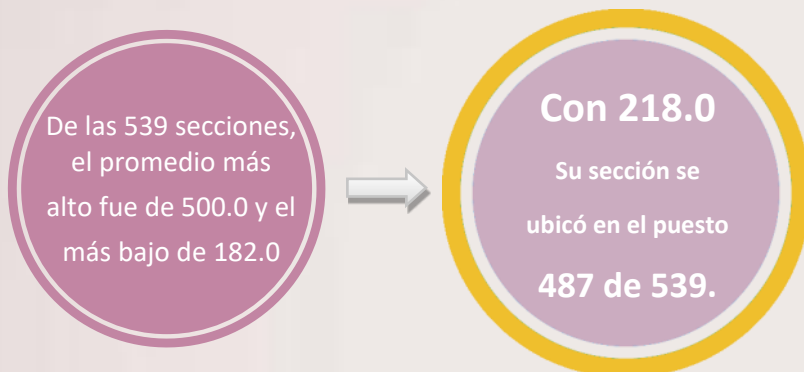 De las 539 secciones,
el promedio más
alto fue de 500.0 y el
más bajo de 182.0
Con 218.0
Su sección se
ubicó en el puesto
487 de 539.